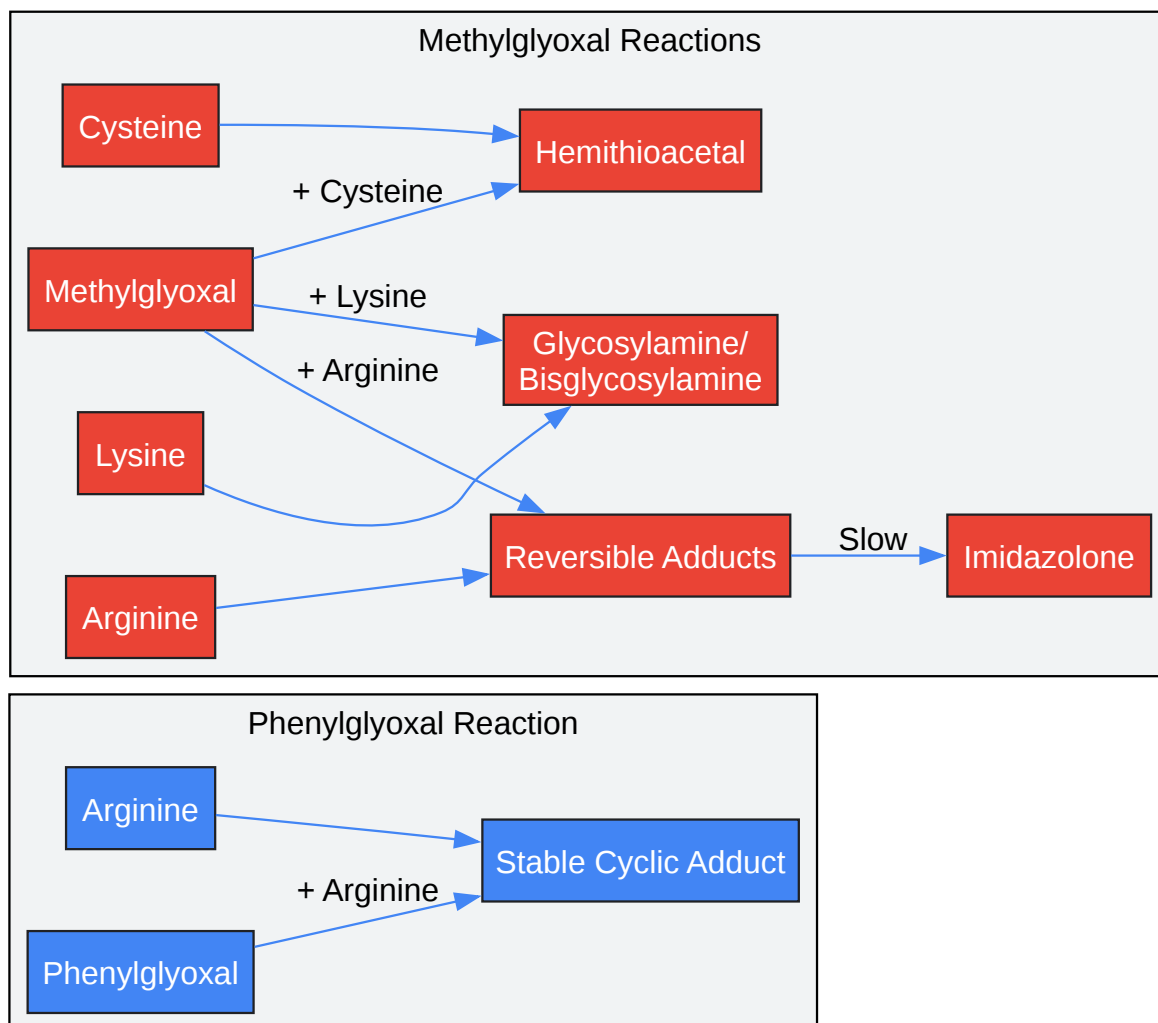 Methylglyoxal Reactions
Cysteine
Hemithioacetal
+ Cysteine
Methylglyoxal
+ Lysine
Glycosylamine/
Bisglycosylamine
+ Arginine
Lysine
Reversible Adducts
Slow
Imidazolone
Arginine
Phenylglyoxal Reaction
Arginine
Stable Cyclic Adduct
+ Arginine
Phenylglyoxal